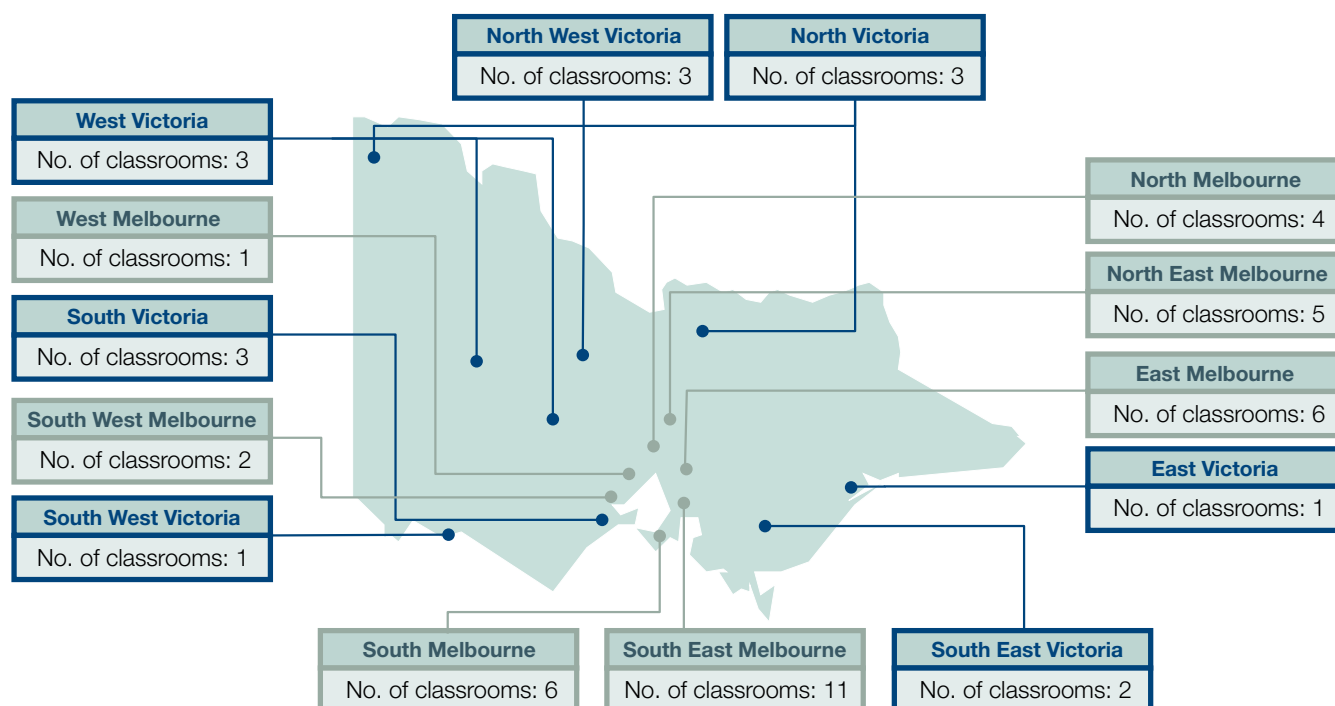 North West Victoria
No. of classrooms: 3
North Victoria
No. of classrooms: 3
West Victoria
No. of classrooms: 3
West Melbourne
No. of classrooms: 1
South Victoria
No. of classrooms: 3
South West Melbourne
No. of classrooms: 2
South West Victoria
No. of classrooms: 1
North Melbourne
No. of classrooms: 4
North East Melbourne
No. of classrooms: 5
East Melbourne
No. of classrooms: 6
East Victoria
No. of classrooms: 1
South Melbourne
No. of classrooms: 6
South East Melbourne
No. of classrooms: 11
South East Victoria
No. of classrooms: 2